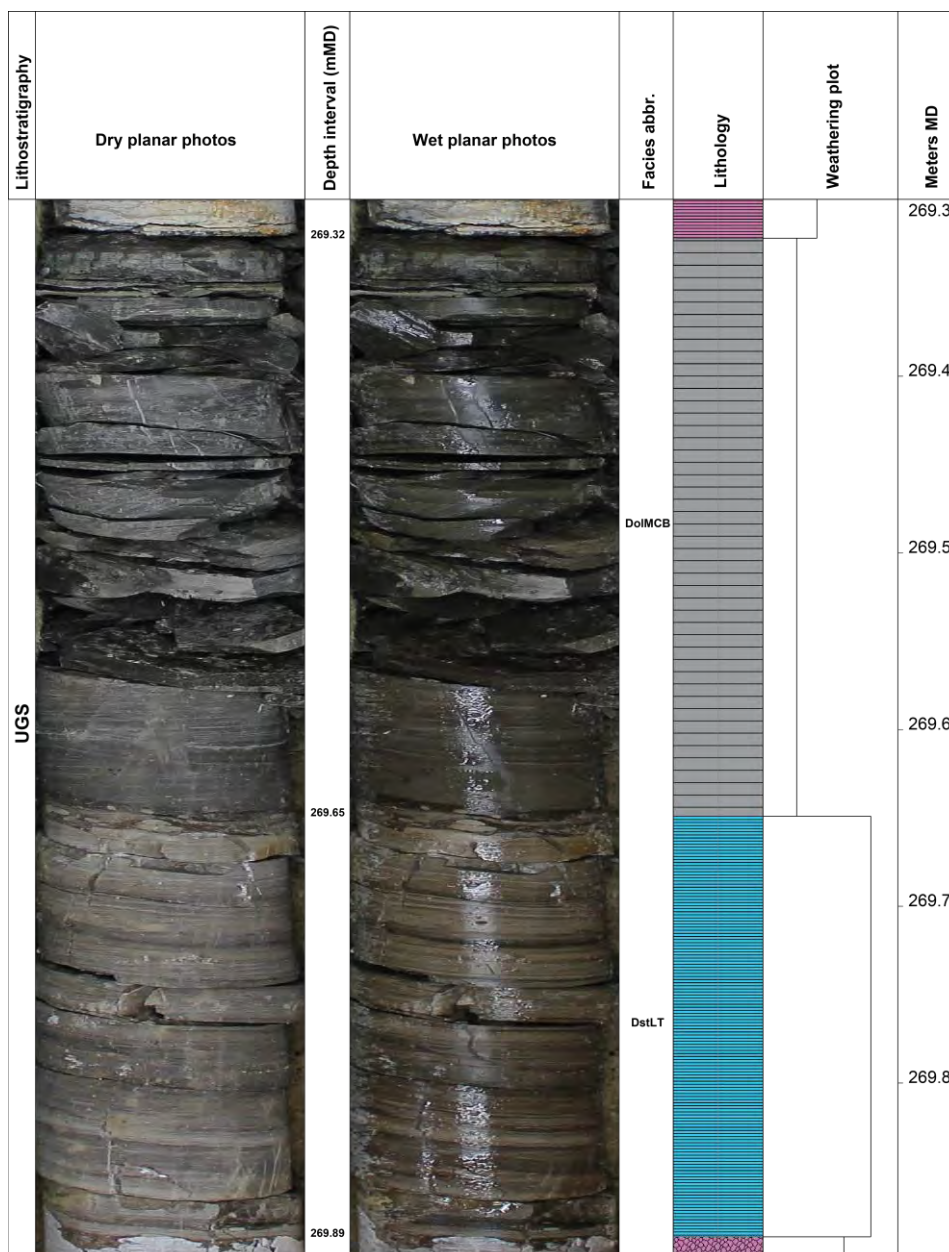 Lithostratigraphy
Dry planar photos
Depth interval (mMD)
Wet planar photos
Facies abbr.
Lithology
Weathering plot
Meters MD
269.3
269.32
269.4
DolMCB
269.5
269.6
UGS
269.65
269.7
DstLT
269.8
269.89